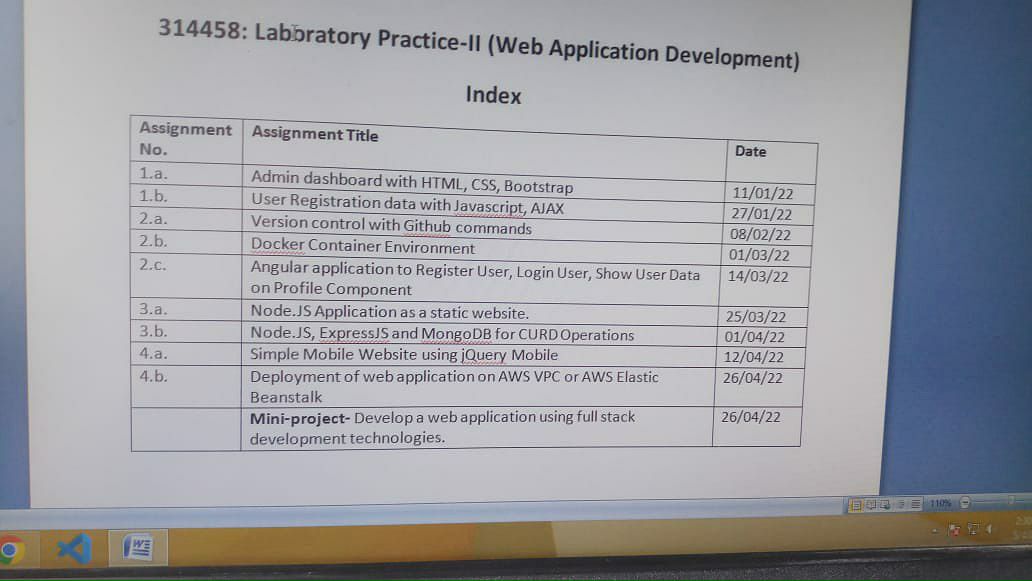 314458: Laboratory Practice-II (Web Application Development)
Index
Assignment No. Assignment Title Date
1.a. Admin dashboard with HTML, CSS, Bootstrap 11/01/22
1.b. User Registration data with Javascript, AJAX 27/01/22
2.a. Version control with Github commands 08/02/22
2.b. Docker Container Environment 01/03/22
2.c. Angular application to Register User, Login User, Show User Data 14/03/22
on Profile Component
3.a. Node.JS Application as a static website. 25/03/22
3.b. Node.JS, ExpressJS and MongoDB for CURD Operations 01/04/22
4.a. Simple Mobile Website using jQuery Mobile 12/04/22
4.b. Deployment of web application on AWS VPC or AWS Elastic 26/04/22
Beanstalk
Mini-project- Develop a web application using full stack 26/04/22
development technologies.
110%